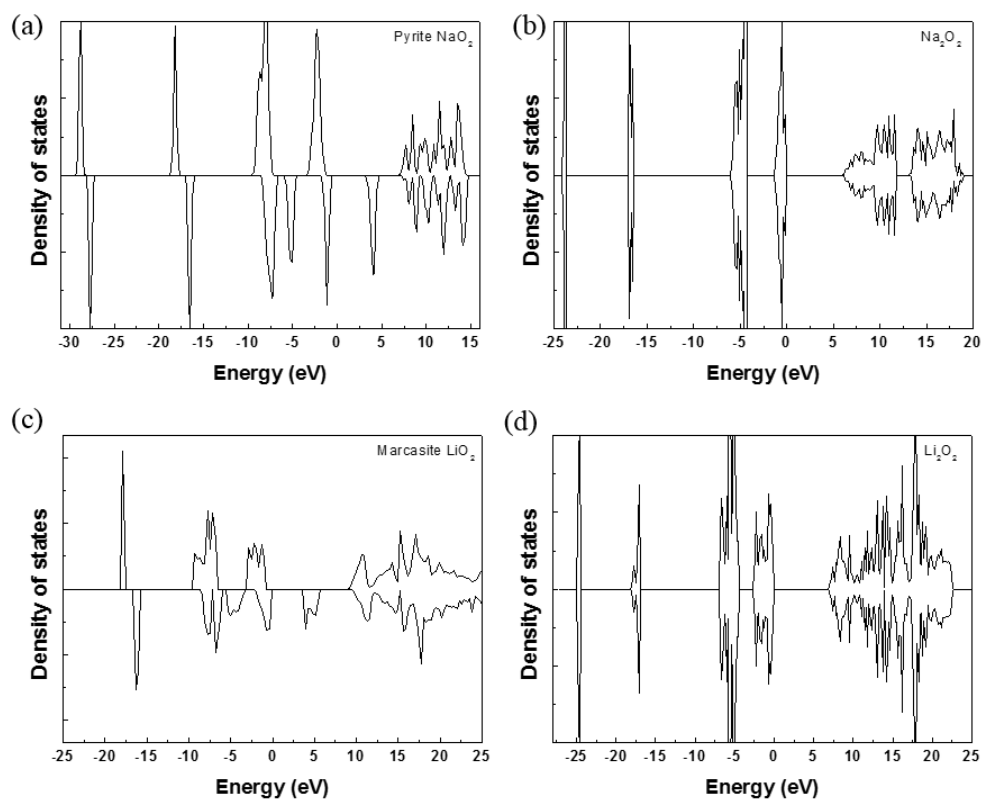 (a)
Pyrite NaO₂
Density of states
-30 -25 -20 -15 -10 -5 0 5 10 15
Energy (eV)
(b)
Na₂O₂
Density of states
-25 -20 -15 -10 -5 0 5 10 15 20
Energy (eV)
(c)
Marcasite LiO₂
Density of states
-25 -20 -15 -10 -5 0 5 10 15 20 25
Energy (eV)
(d)
Li₂O₂
Density of states
-25 -20 -15 -10 -5 0 5 10 15 20 25
Energy (eV)